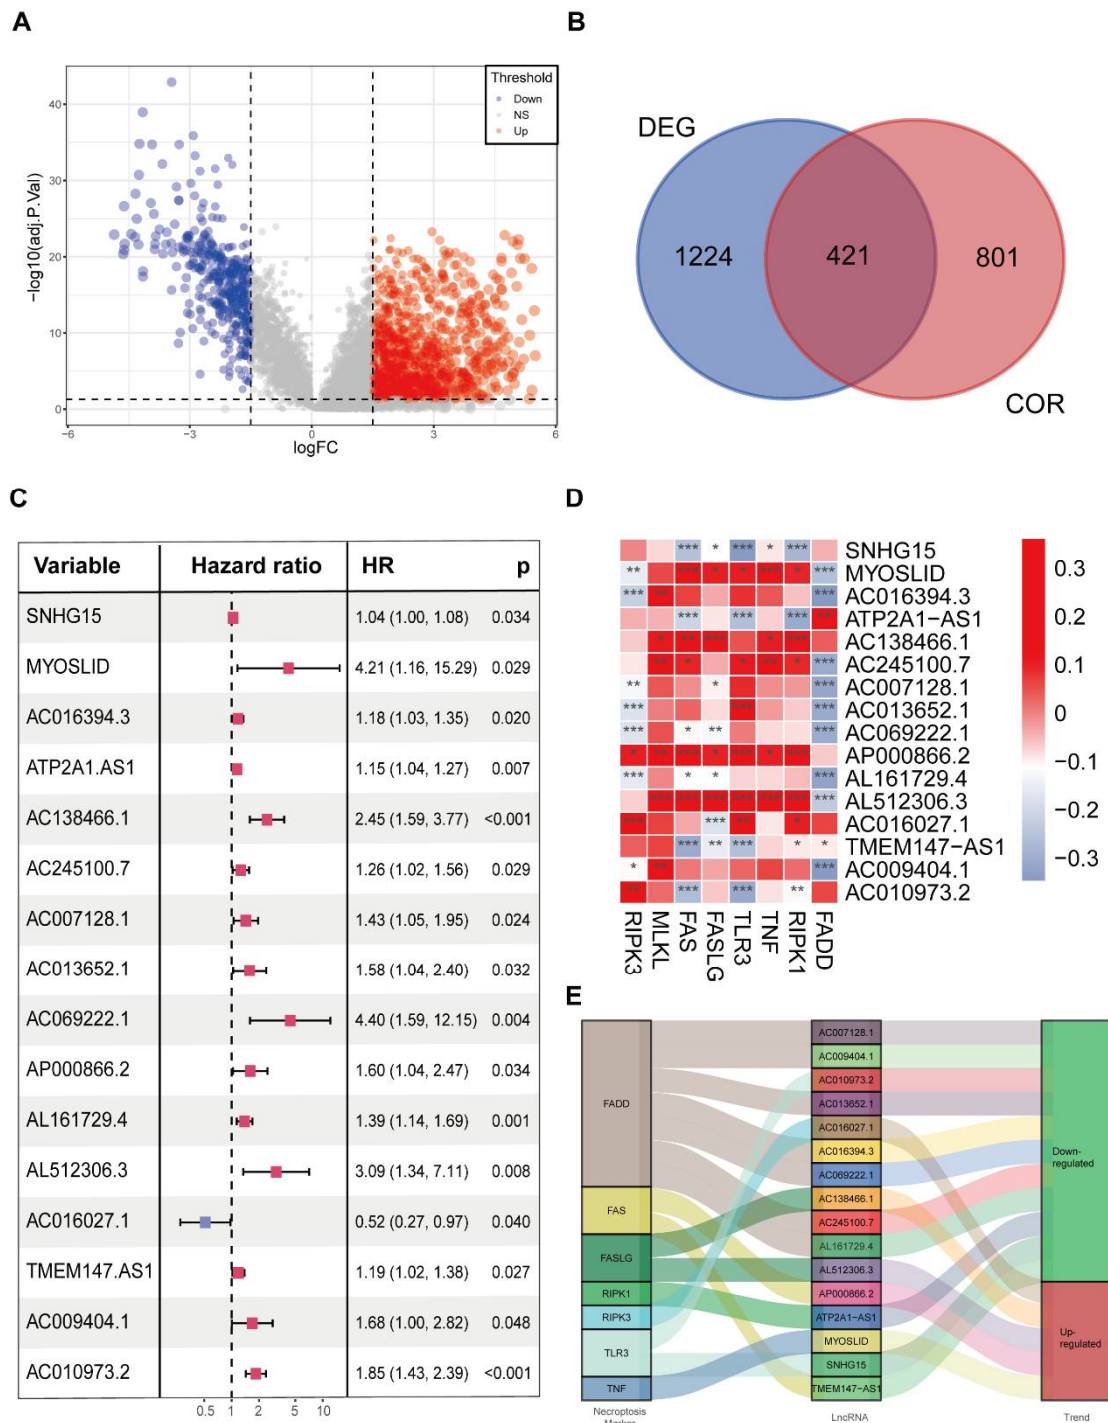 A
Threshold
Down
NS
Up
40
30
20
10
0
−log10(adj.P.Val)
−6
−3
0
3
6
logFC
B
DEG
1224
421
801
COR
C
Variable
Hazard ratio
HR
p
SNHG15
1.04 (1.00, 1.08)
0.034
MYOSLID
4.21 (1.16, 15.29)
0.029
AC016394.3
1.18 (1.03, 1.35)
0.020
ATP2A1.AS1
1.15 (1.04, 1.27)
0.007
AC138466.1
2.45 (1.59, 3.77)
<0.001
AC245100.7
1.26 (1.02, 1.56)
0.029
AC007128.1
1.43 (1.05, 1.95)
0.024
AC013652.1
1.58 (1.04, 2.40)
0.032
AC069222.1
4.40 (1.59, 12.15)
0.004
AP000866.2
1.60 (1.04, 2.47)
0.034
AL161729.4
1.39 (1.14, 1.69)
0.001
AL512306.3
3.09 (1.34, 7.11)
0.008
AC016027.1
0.52 (0.27, 0.97)
0.040
TMEM147.AS1
1.19 (1.02, 1.38)
0.027
AC009404.1
1.68 (1.00, 2.82)
0.048
AC010973.2
1.85 (1.43, 2.39)
<0.001
0.5
1
2
5
10
D
*** * *** * *** SNHG15
** *** * * *** * *** MYOSLID
*** ** *** AC016394.3
*** *** *** ** ATP2A1−AS1
* ** *** * *** AC138466.1
** * * ** * *** AC245100.7
** * *** AC007128.1
*** *** *** AC013652.1
*** * ** *** AC069222.1
* ** *** * *** * *** AP000866.2
*** * * *** AL161729.4
*** *** *** *** *** *** *** AL512306.3
*** *** ** * AC016027.1
*** ** *** * * TMEM147−AS1
* ** *** AC009404.1
** *** *** ** AC010973.2
RIPK3
MLKL
FAS
FASLG
TLR3
TNF
RIPK1
FADD
0.3
0.2
0.1
0
−0.1
−0.2
−0.3
E
FADD
FAS
FASLG
RIPK1
RIPK3
TLR3
TNF
AC007128.1
AC009404.1
AC010973.2
AC013652.1
AC016027.1
AC016394.3
AC069222.1
AC138466.1
AC245100.7
AL161729.4
AL512306.3
AP000866.2
ATP2A1−AS1
MYOSLID
SNHG15
TMEM147−AS1
Down-
regulated
Up-
regulated
Necroptosis
Marker
LncRNA
Trend